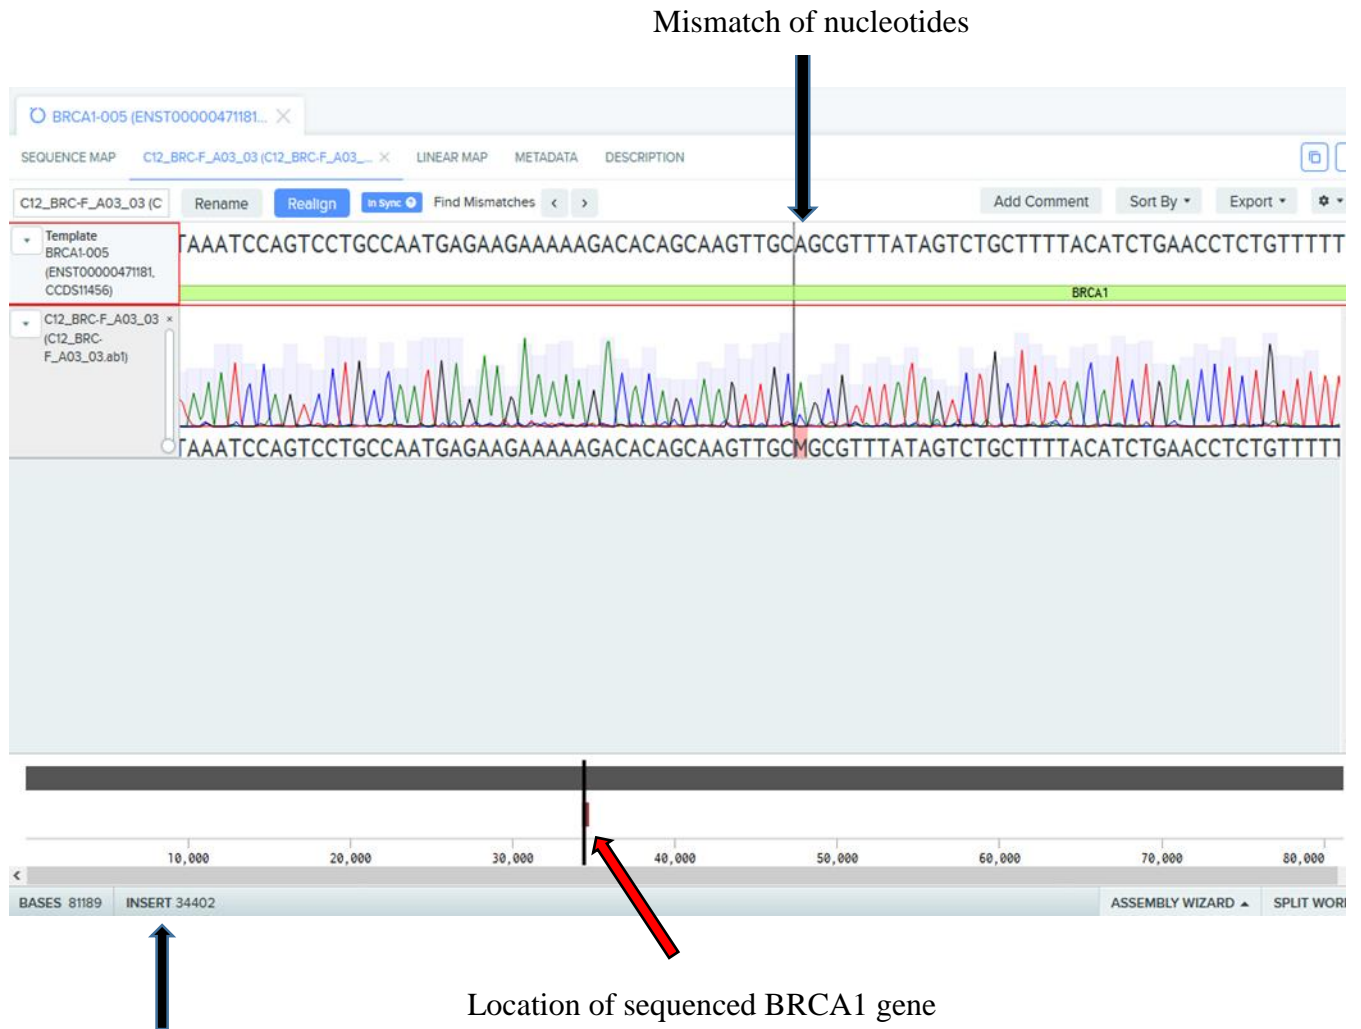 Mismatch of nucleotides
BRCA1-005 (ENST00000471181...
SEQUENCE MAP C12_BRC-F_A03_03 (C12_BRC-F_A03_... LINEAR MAP METADATA DESCRIPTION
C12_BRC-F_A03_03 (C Rename Realign In Sync Find Mismatches < > Add Comment Sort By Export
Template
BRCA1-005
(ENST00000471181,
CCDS11456)
TAAATCCAGTCCTGCCAATGAGAAGAAAAAGACACAGCAAGTTGCAGCGTTTATAGTCTGCTTTTACATCTGAACCTCTGTTTTT
BRCA1
C12_BRC-F_A03_03 ×
(C12_BRC-
F_A03_03.ab1)
TAAATCCAGTCCTGCCAATGAGAAGAAAAAGACACAGCAAGTTGCMGCGTTTATAGTCTGCTTTTACATCTGAACCTCTGTTTTT
10,000 20,000 30,000 40,000 50,000 60,000 70,000 80,000
BASES 81189 INSERT 34402 ASSEMBLY WIZARD SPLIT WOR
Location of sequenced BRCA1 gene